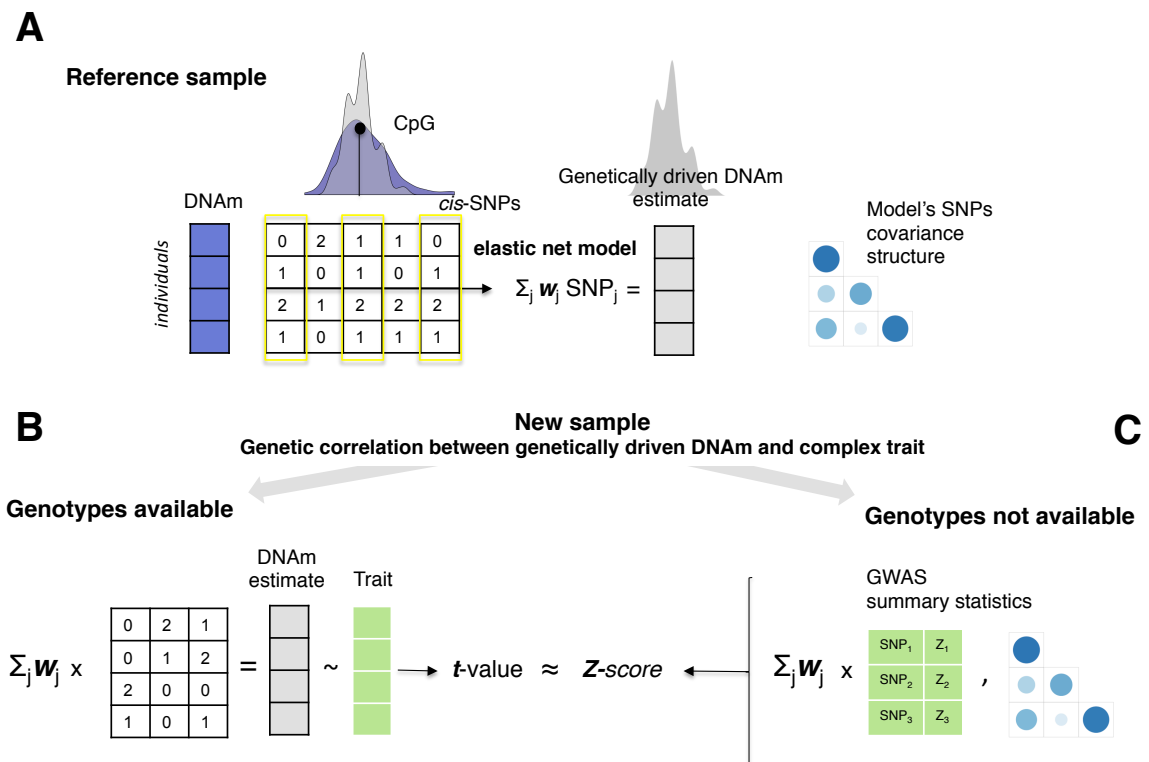 A
Reference sample
CpG
Genetically driven DNAm
estimate
DNAm
cis-SNPs
Model's SNPs
covariance
structure
individuals
0 2 1 1 0
1 0 1 0 1
2 1 2 2 2
1 0 1 1 1
elastic net model
Σj wj SNPj =
B
New sample
C
Genetic correlation between genetically driven DNAm and complex trait
Genotypes available
Genotypes not available
DNAm
estimate
Trait
GWAS
summary statistics
Σj wj x
0 2 1
0 1 2
2 0 0
1 0 1
= ~
t-value ≈ Z-score
Σj wj x
SNP1 Z1
SNP2 Z2
SNP3 Z3
,